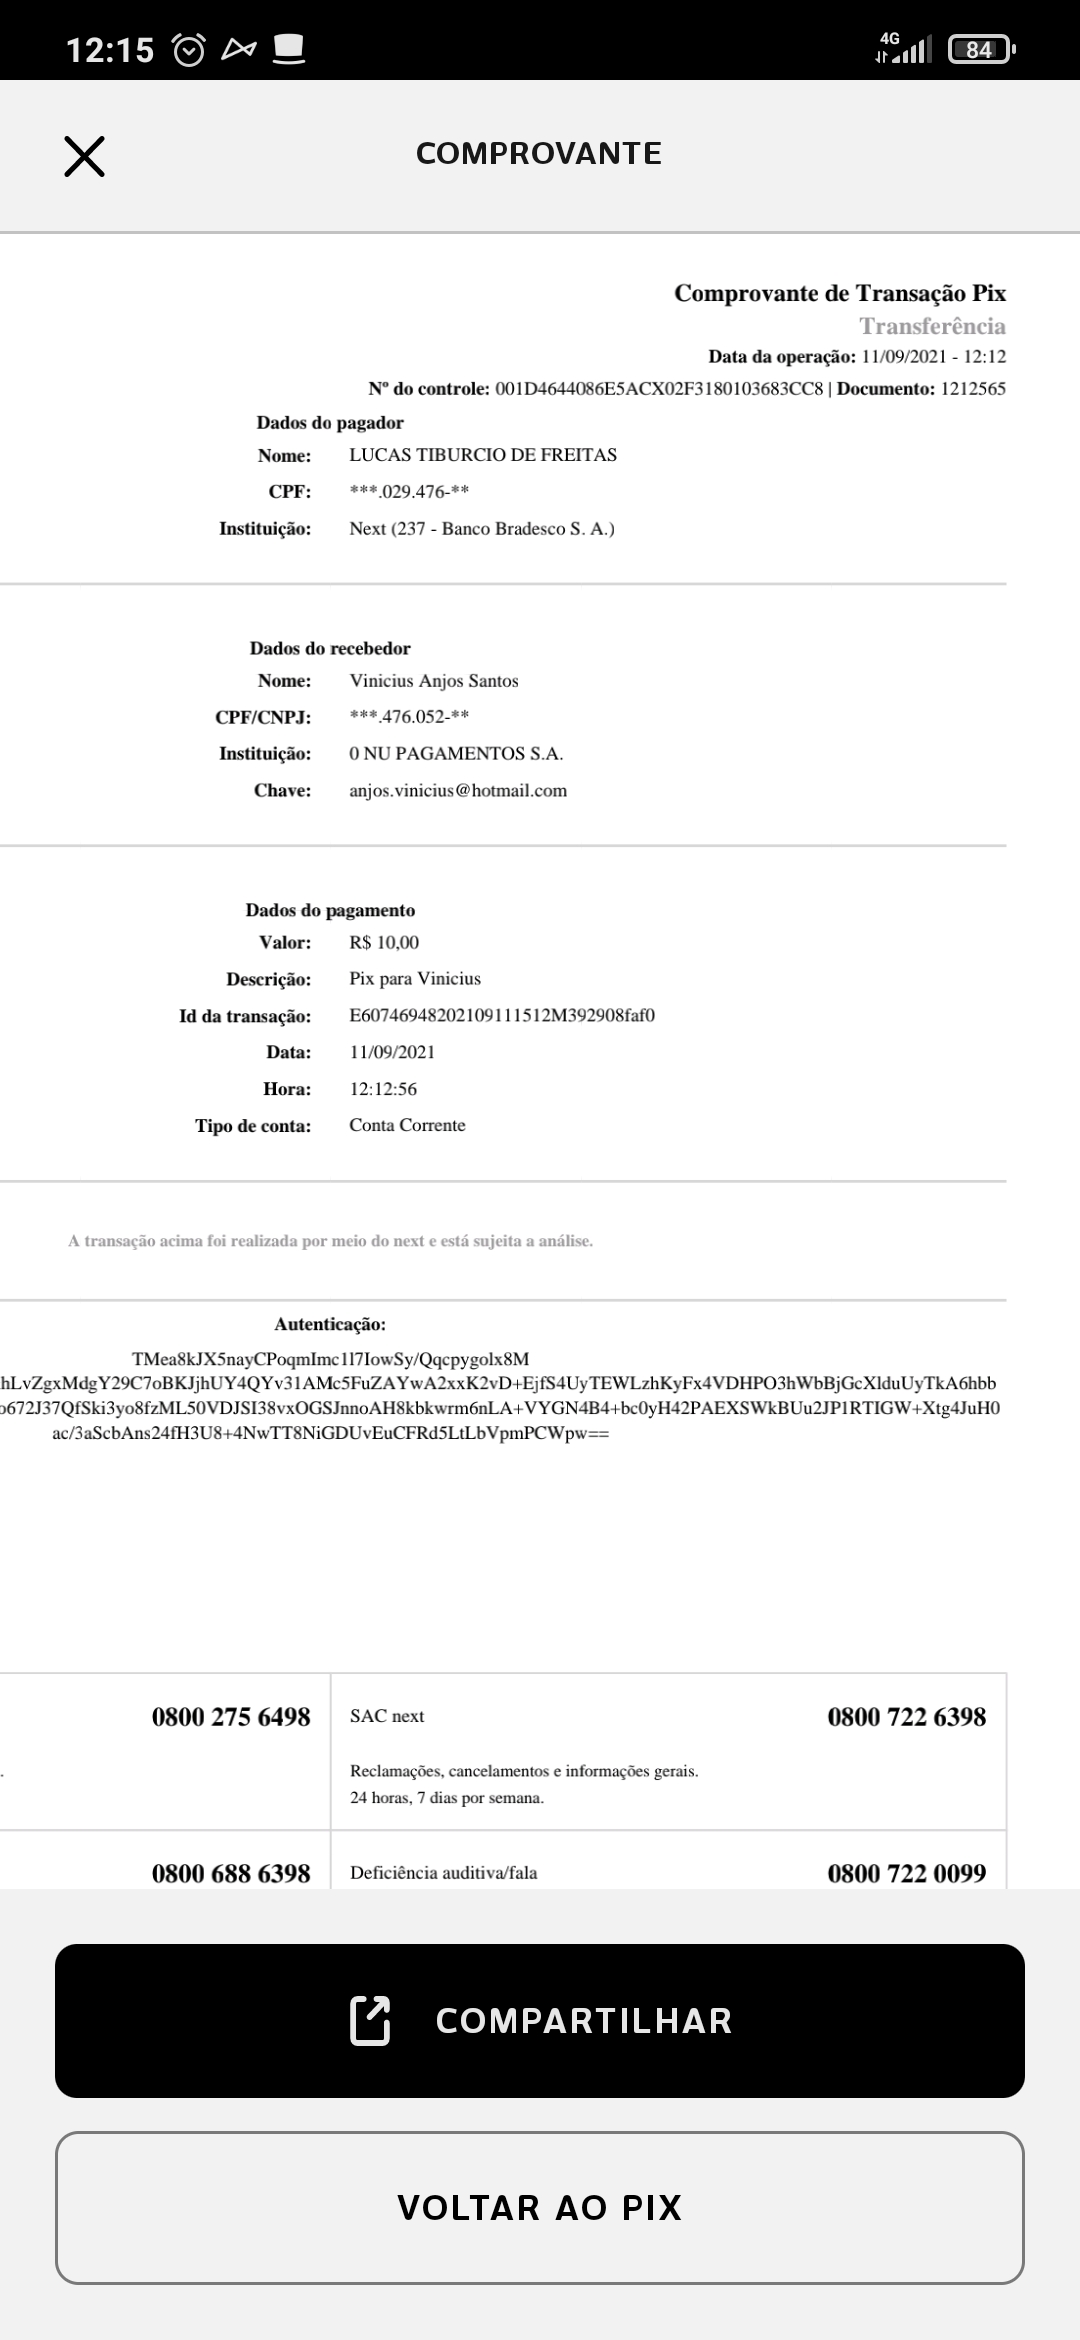 12:15
4G
84
COMPROVANTE
Comprovante de Transação Pix
Transferência
Data da operação: 11/09/2021 - 12:12
Nº do controle: 001D4644086E5ACX02F3180103683CC8 | Documento: 1212565
Dados do pagador
Nome: LUCAS TIBURCIO DE FREITAS
CPF: ***.029.476-**
Instituição: Next (237 - Banco Bradesco S. A.)
Dados do recebedor
Nome: Vinicius Anjos Santos
CPF/CNPJ: ***.476.052-**
Instituição: 0 NU PAGAMENTOS S.A.
Chave: anjos.vinicius@hotmail.com
Dados do pagamento
Valor: R$ 10,00
Descrição: Pix para Vinicius
Id da transação: E60746948202109111512M392908faf0
Data: 11/09/2021
Hora: 12:12:56
Tipo de conta: Conta Corrente
A transação acima foi realizada por meio do next e está sujeita a análise.
Autenticação:
TMea8kJX5nayCPoqmImc1l7IowSy/Qqcpygolx8M
hLvZgxMdgY29C7oBKJjhUY4QYv31AMc5FuZAYwA2xxK2vD+EjfS4UyTEWLzhKyFx4VDHPO3hWbBjGcXlduUyTkA6hbb
o672J37QfSki3yo8fzML50VDJSI38vxOGSJnnoAH8kbkwrm6nLA+VYGN4B4+bc0yH42PAEXSWkBUu2JP1RTIGW+Xtg4JuH0
ac/3aScbAns24fH3U8+4NwTT8NiGDUvEuCFRd5LtLbVpmPCWpw==
0800 275 6498 SAC next 0800 722 6398
. Reclamações, cancelamentos e informações gerais.
24 horas, 7 dias por semana.
0800 688 6398 Deficiência auditiva/fala 0800 722 0099
COMPARTILHAR
VOLTAR AO PIX